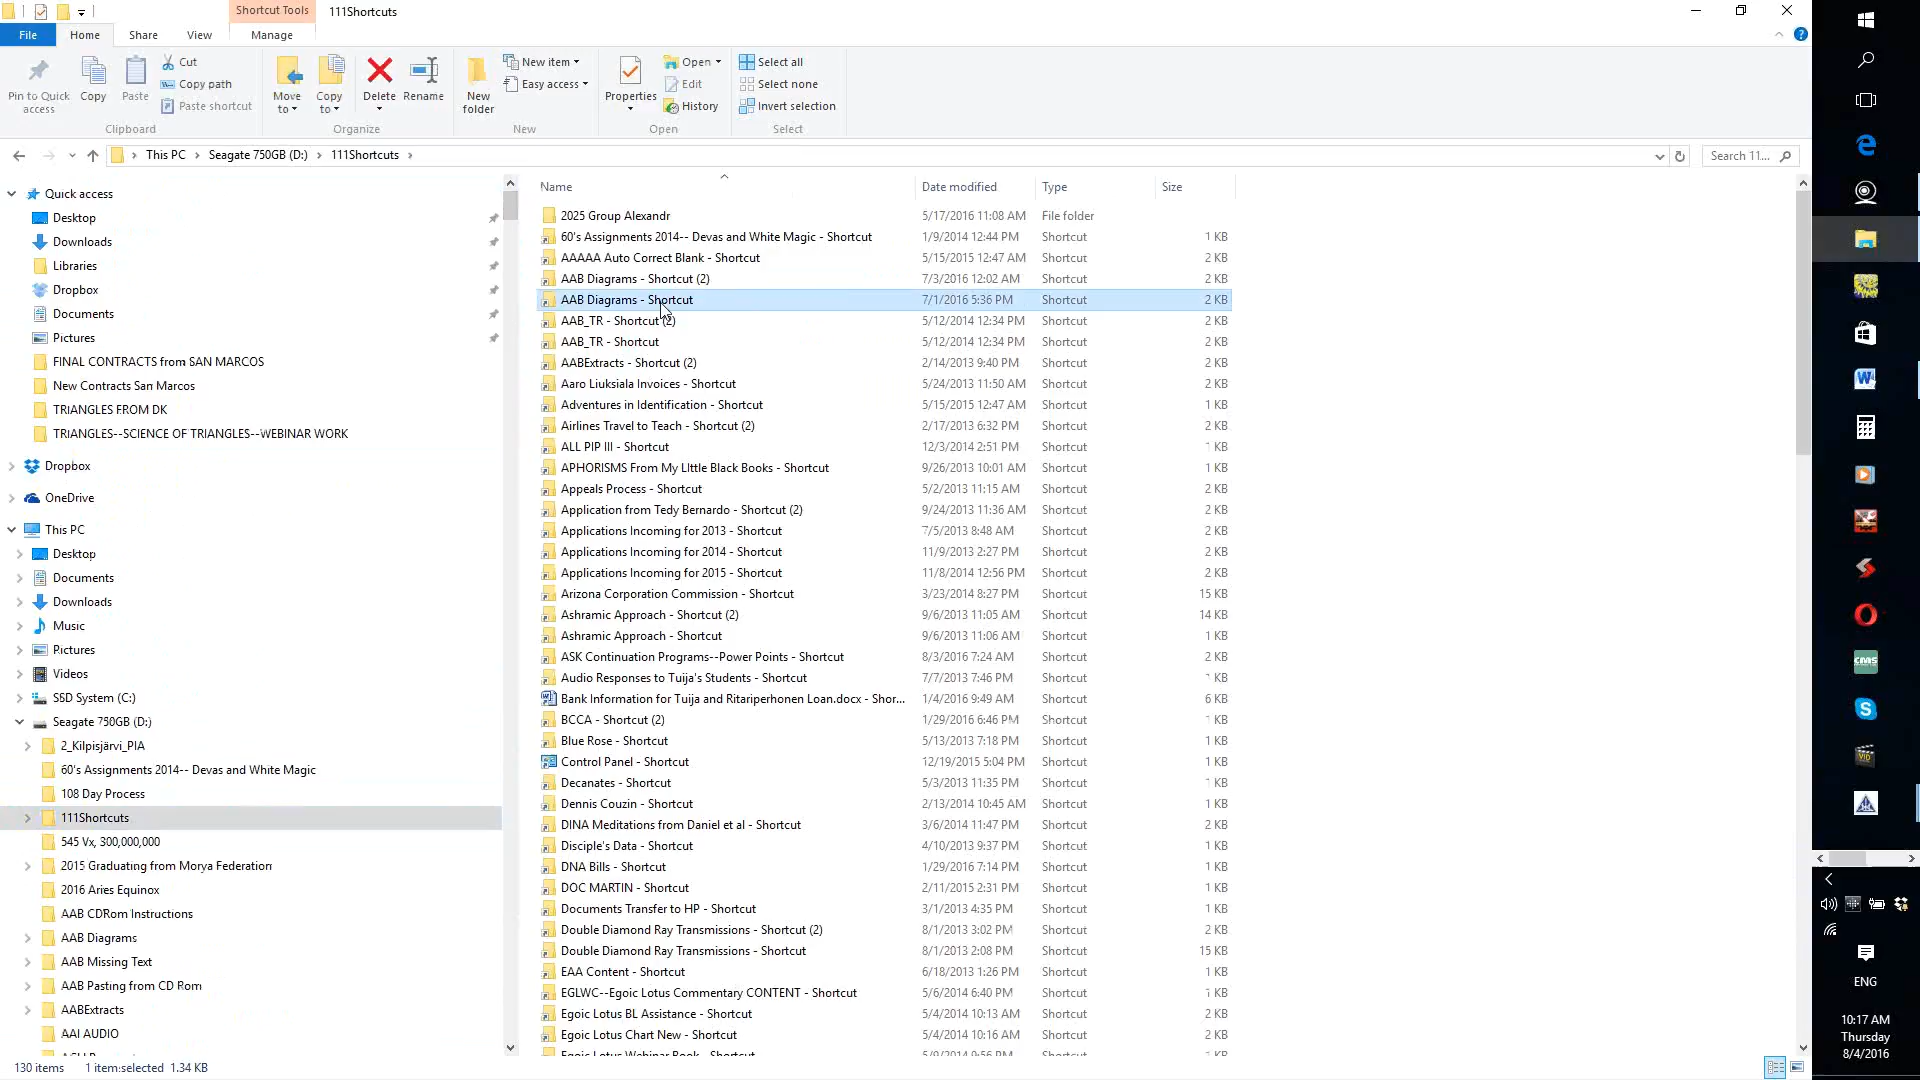 Shortcut Tools 111Shortcuts
File Home Share View Manage
Pin to Quick access
Copy
Paste
Cut
Copy path
Paste shortcut
Clipboard
Move to
Copy to
Delete
Rename
Organize
New folder
New item
Easy access
New
Properties
Open
Edit
History
Open
Select all
Select none
Invert selection
Select
This PC Seagate 750GB (D:) 111Shortcuts
Search 11...
Quick access
Desktop
Downloads
Libraries
Dropbox
Documents
Pictures
FINAL CONTRACTS from SAN MARCOS
New Contracts San Marcos
TRIANGLES FROM DK
TRIANGLES--SCIENCE OF TRIANGLES--WEBINAR WORK
Dropbox
OneDrive
This PC
Desktop
Documents
Downloads
Music
Pictures
Videos
SSD System (C:)
Seagate 750GB (D:)
2_Kilpisjärvi_PIA
60's Assignments 2014-- Devas and White Magic
108 Day Process
111Shortcuts
545 Vx, 300,000,000
2015 Graduating from Morya Federation
2016 Aries Equinox
AAB CDRom Instructions
AAB Diagrams
AAB Missing Text
AAB Pasting from CD Rom
AABExtracts
AAI AUDIO
Name Date modified Type Size
2025 Group Alexandr 5/17/2016 11:08 AM File folder
60's Assignments 2014-- Devas and White Magic - Shortcut 1/9/2014 12:44 PM Shortcut 1 KB
AAAAA Auto Correct Blank - Shortcut 5/15/2015 12:47 AM Shortcut 2 KB
AAB Diagrams - Shortcut (2) 7/3/2016 12:02 AM Shortcut 2 KB
AAB Diagrams - Shortcut 7/1/2016 5:36 PM Shortcut 2 KB
AAB_TR - Shortcut (2) 5/12/2014 12:34 PM Shortcut 2 KB
AAB_TR - Shortcut 5/12/2014 12:34 PM Shortcut 2 KB
AABExtracts - Shortcut (2) 2/14/2013 9:40 PM Shortcut 2 KB
Aaro Liuksiala Invoices - Shortcut 5/24/2013 11:50 AM Shortcut 2 KB
Adventures in Identification - Shortcut 5/15/2015 12:47 AM Shortcut 1 KB
Airlines Travel to Teach - Shortcut (2) 2/17/2013 6:32 PM Shortcut 2 KB
ALL PIP III - Shortcut 12/3/2014 2:51 PM Shortcut 1 KB
APHORISMS From My LIttle Black Books - Shortcut 9/26/2013 10:01 AM Shortcut 1 KB
Appeals Process - Shortcut 5/2/2013 11:15 AM Shortcut 2 KB
Application from Tedy Bernardo - Shortcut (2) 9/24/2013 11:36 AM Shortcut 2 KB
Applications Incoming for 2013 - Shortcut 7/5/2013 8:48 AM Shortcut 2 KB
Applications Incoming for 2014 - Shortcut 11/9/2013 2:27 PM Shortcut 2 KB
Applications Incoming for 2015 - Shortcut 11/8/2014 12:56 PM Shortcut 2 KB
Arizona Corporation Commission - Shortcut 3/23/2014 8:27 PM Shortcut 15 KB
Ashramic Approach - Shortcut (2) 9/6/2013 11:05 AM Shortcut 14 KB
Ashramic Approach - Shortcut 9/6/2013 11:06 AM Shortcut 1 KB
ASK Continuation Programs--Power Points - Shortcut 8/3/2016 7:24 AM Shortcut 2 KB
Audio Responses to Tuija's Students - Shortcut 7/7/2013 7:46 PM Shortcut 1 KB
Bank Information for Tuija and Ritariperhonen Loan.docx - Shor... 1/4/2016 9:49 AM Shortcut 6 KB
BCCA - Shortcut (2) 1/29/2016 6:46 PM Shortcut 1 KB
Blue Rose - Shortcut 5/13/2013 7:18 PM Shortcut 1 KB
Control Panel - Shortcut 12/19/2015 5:04 PM Shortcut 1 KB
Decanates - Shortcut 5/3/2013 11:35 PM Shortcut 1 KB
Dennis Couzin - Shortcut 2/13/2014 10:45 AM Shortcut 2 KB
DINA Meditations from Daniel et al - Shortcut 3/6/2014 11:47 PM Shortcut 2 KB
Disciple's Data - Shortcut 4/10/2013 9:37 PM Shortcut 1 KB
DNA Bills - Shortcut 1/29/2016 7:14 PM Shortcut 1 KB
DOC MARTIN - Shortcut 2/11/2015 2:31 PM Shortcut 1 KB
Documents Transfer to HP - Shortcut 3/1/2013 4:35 PM Shortcut 1 KB
Double Diamond Ray Transmissions - Shortcut (2) 8/1/2013 3:02 PM Shortcut 2 KB
Double Diamond Ray Transmissions - Shortcut 8/1/2013 2:08 PM Shortcut 15 KB
EAA Content - Shortcut 6/18/2013 1:26 PM Shortcut 1 KB
EGLWC--Egoic Lotus Commentary CONTENT - Shortcut 5/6/2014 6:40 PM Shortcut 1 KB
Egoic Lotus BL Assistance - Shortcut 5/4/2014 10:13 AM Shortcut 2 KB
Egoic Lotus Chart New - Shortcut 5/4/2014 10:16 AM Shortcut 2 KB
Egoic Lotus Webinar Book - Shortcut 5/9/2014 9:56 PM Shortcut 1 KB
130 items 1 item selected 1.34 KB
CMS
VID
ENG
10:17 AM
Thursday
8/4/2016